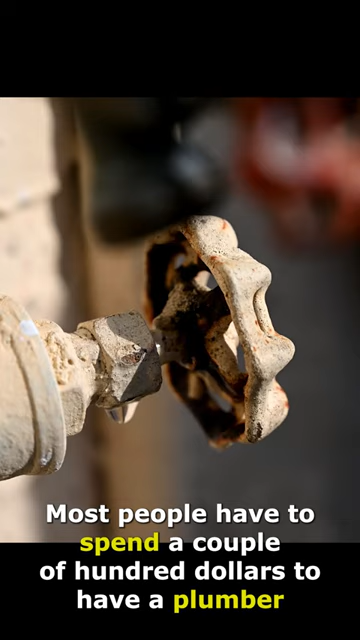 Most people have to
spend a couple
of hundred dollars to
have a plumber